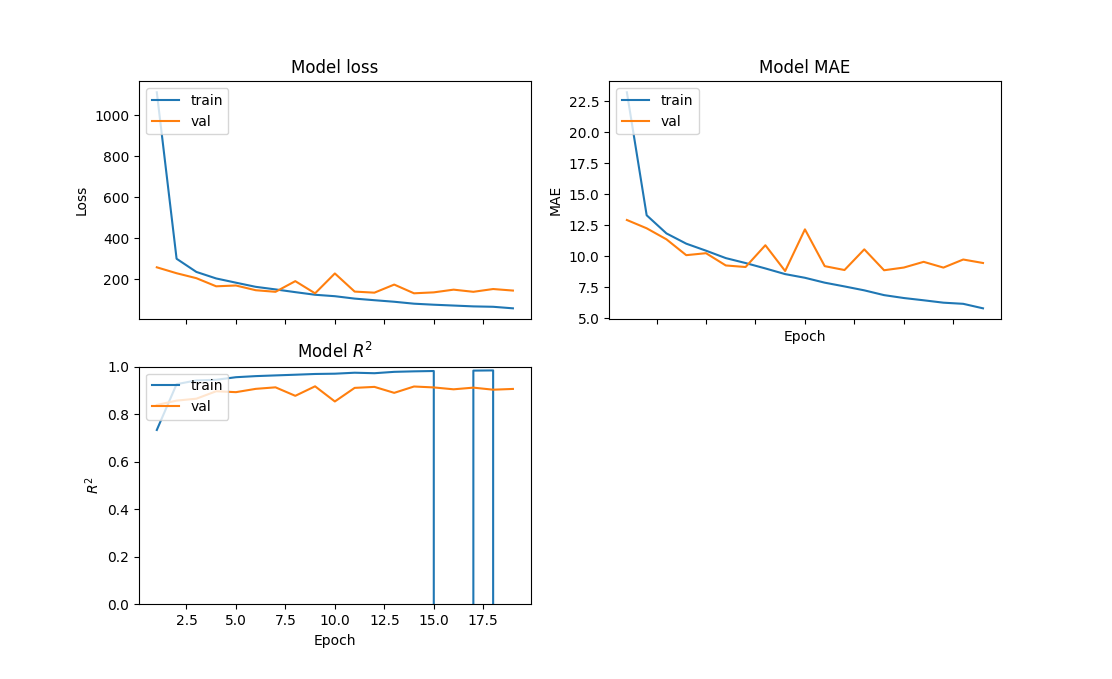 Model loss
train
val
1000
800
600
400
200
Loss
Model MAE
train
val
22.5
20.0
17.5
15.0
12.5
10.0
7.5
5.0
MAE
Epoch
Model R²
train
val
1.0
0.8
0.6
0.4
0.2
0.0
R²
2.5 5.0 7.5 10.0 12.5 15.0 17.5
Epoch